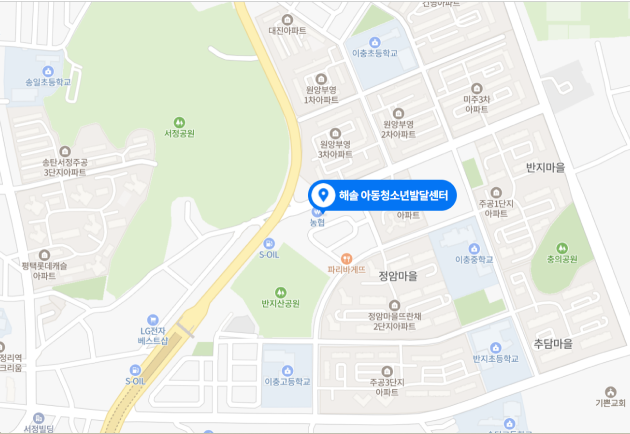 대진아파트
이충초등학교
송일초등학교
원앙부영
1차아파트
미주3차
아파트
원앙부영
2차아파트
서정공원
원앙부영
3차아파트
송탄서정주공
3단지아파트
반지마을
해솔 아동청소년발달센터
주공1단지
아파트
아파트
농협
S-OIL
파리바게뜨
이충중학교
충의공원
평택롯데캐슬
아파트
정암마을
반지산공원
정암마을뜨란채
2단지아파트
LG전자
베스트샵
추담마을
반지초등학교
S-OIL
이충고등학교
주공3단지
아파트
기쁜교회
서정빌딩